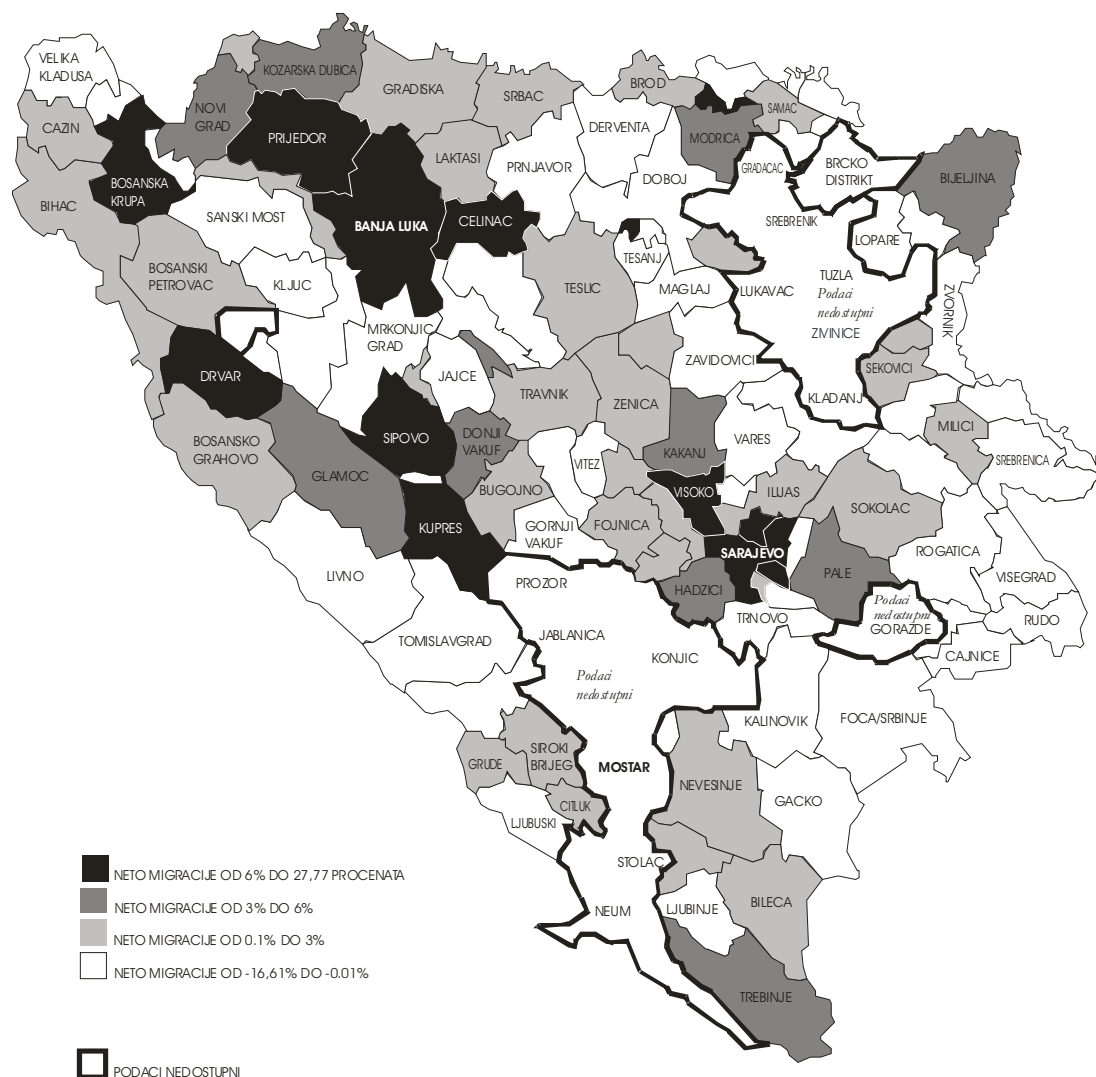 VELIKA
KLADUSA
KOZARSKA DUBICA
GRADISKA
SRBAC
BROD
SAMAC
CAZIN
NOVI
GRAD
PRIJEDOR
LAKTASI
PRNJAVOR
DERVENTA
MODRICA
GRADACAC
BRCKO
DISTRIKT
BIJELJINA
BOSANSKA
KRUPA
BIHAC
SANSKI MOST
BANJA LUKA
CELINAC
DOBOJ
SREBRENIK
LOPARE
BOSANSKI
PETROVAC
KLJUC
TESLIC
TESANJ
MAGLAJ
LUKAVAC
TUZLA
Podaci
nedostupni
ZIVINICE
ZVORNIK
MRKONJIC
GRAD
DRVAR
JAJCE
TRAVNIK
ZENICA
ZAVIDOVICI
SEKOVICI
KLADANJ
BOSANSKO
GRAHOVO
GLAMOC
SIPOVO
DONJI
VAKUF
VITEZ
KAKANJ
VARES
MILICI
SREBRENICA
BUGOJNO
VISOKO
ILIJAS
SOKOLAC
KUPRES
GORNJI
VAKUF
FOJNICA
SARAJEVO
ROGATICA
LIVNO
PROZOR
HADZICI
PALE
VISEGRAD
Podaci
nedostupni
GORAZDE
RUDO
TRNOVO
TOMISLAVGRAD
JABLANICA
KONJIC
CAJNICE
Podaci
nedostupni
KALINOVIK
FOCA/SRBINJE
SIROKI
BRIJEG
GRUDE
MOSTAR
NEVESINJE
GACKO
CITLUK
LJUBUSKI
STOLAC
BILECA
LJUBINJE
NEUM
TREBINJE
NETO MIGRACIJE OD 6% DO 27,77 PROCENATA
NETO MIGRACIJE OD 3% DO 6%
NETO MIGRACIJE OD 0.1% DO 3%
NETO MIGRACIJE OD -16,61% DO -0.01%
PODACI NEDOSTUPNI